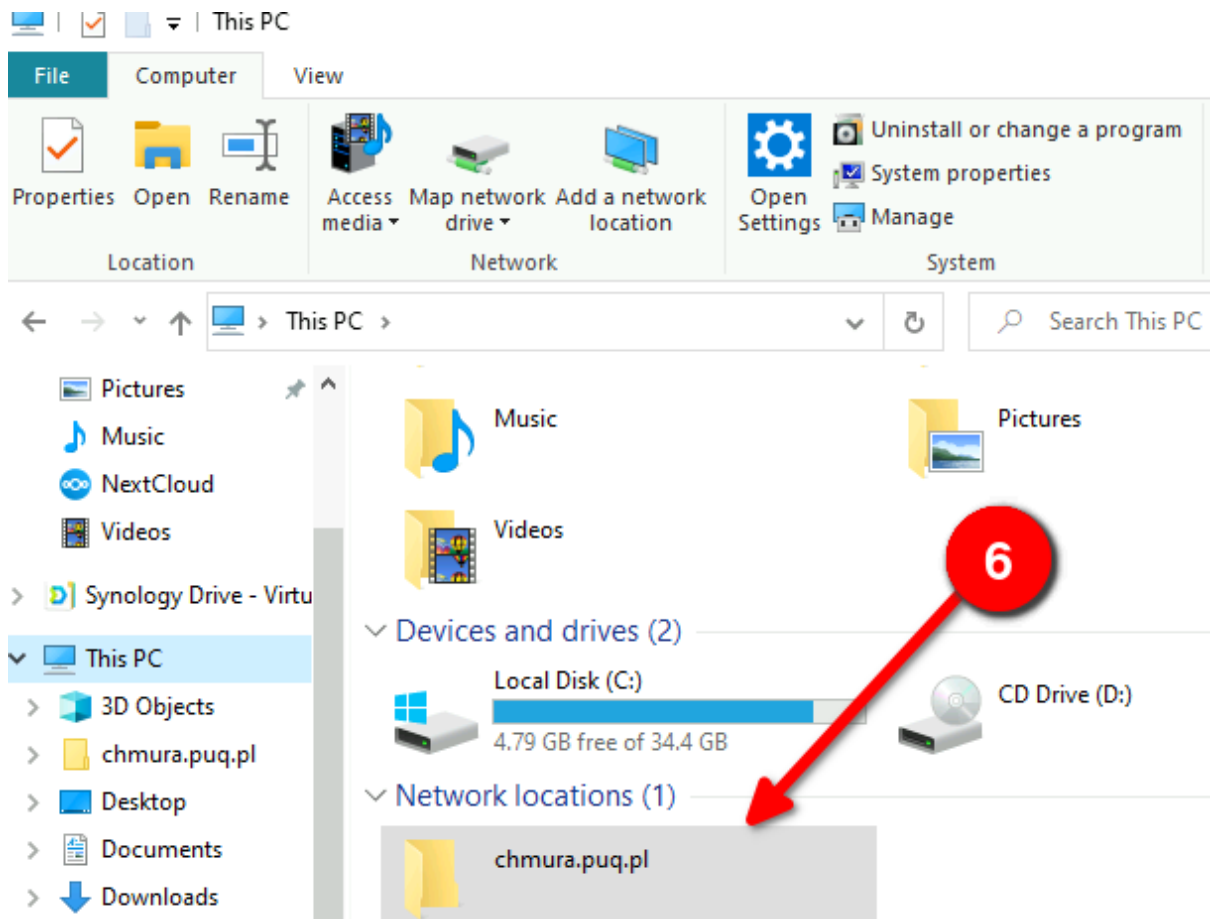 This PC
File Computer View
Properties Open Rename Access media Map network drive Add a network location Open Settings
Uninstall or change a program
System properties
Manage
Location Network System
This PC
Search This PC
Pictures
Music
NextCloud
Videos
Synology Drive - Virtu
This PC
3D Objects
chmura.puq.pl
Desktop
Documents
Downloads
Music
Pictures
Videos
6
Devices and drives (2)
Local Disk (C:)
4.79 GB free of 34.4 GB
CD Drive (D:)
Network locations (1)
chmura.puq.pl